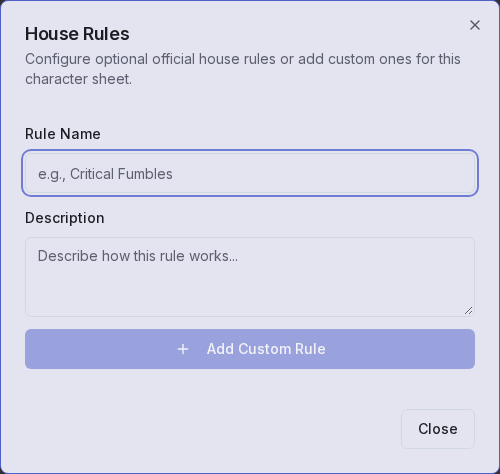 House Rules
Configure optional official house rules or add custom ones for this
character sheet.
Rule Name
e.g., Critical Fumbles
Description
Describe how this rule works...
Add Custom Rule
Close